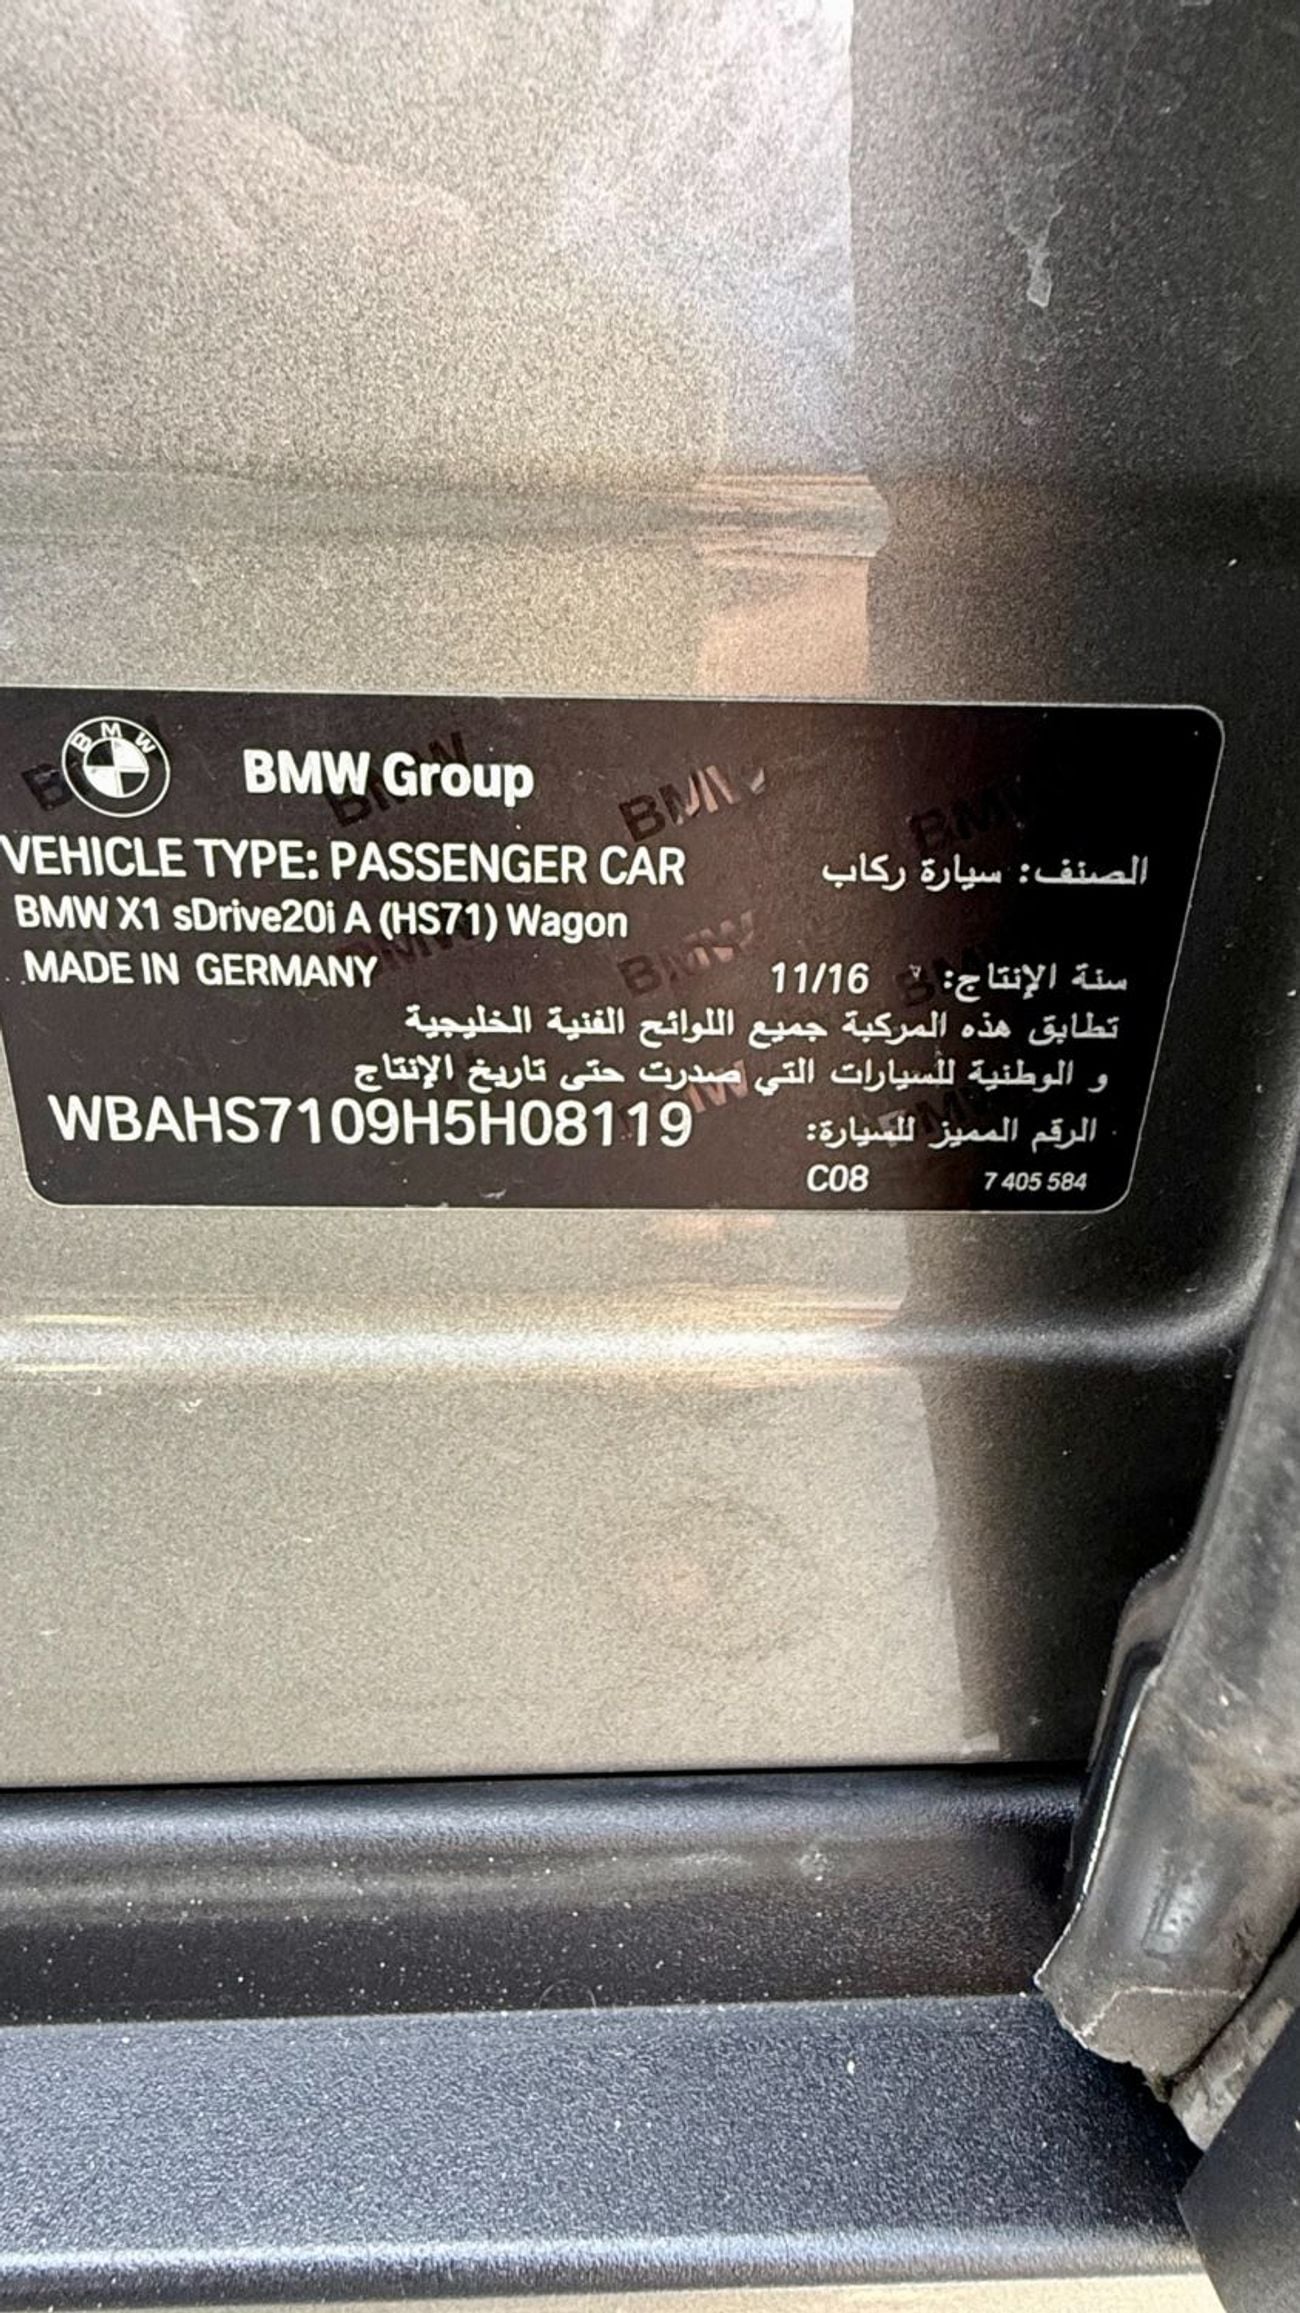 BMW
BMW Group
VEHICLE TYPE: PASSENGER CAR
الصنف: سيارة ركاب
BMW X1 sDrive20i A (HS71) Wagon
MADE IN GERMANY
سنة الإنتاج: 11/16
تطابق هذه المركبة جميع اللوائح الفنية الخليجية
و الوطنية للسيارات التي صدرت حتى تاريخ الإنتاج
الرقم المميز للسيارة: WBAHS7109H5H08119
C08 7 405 584